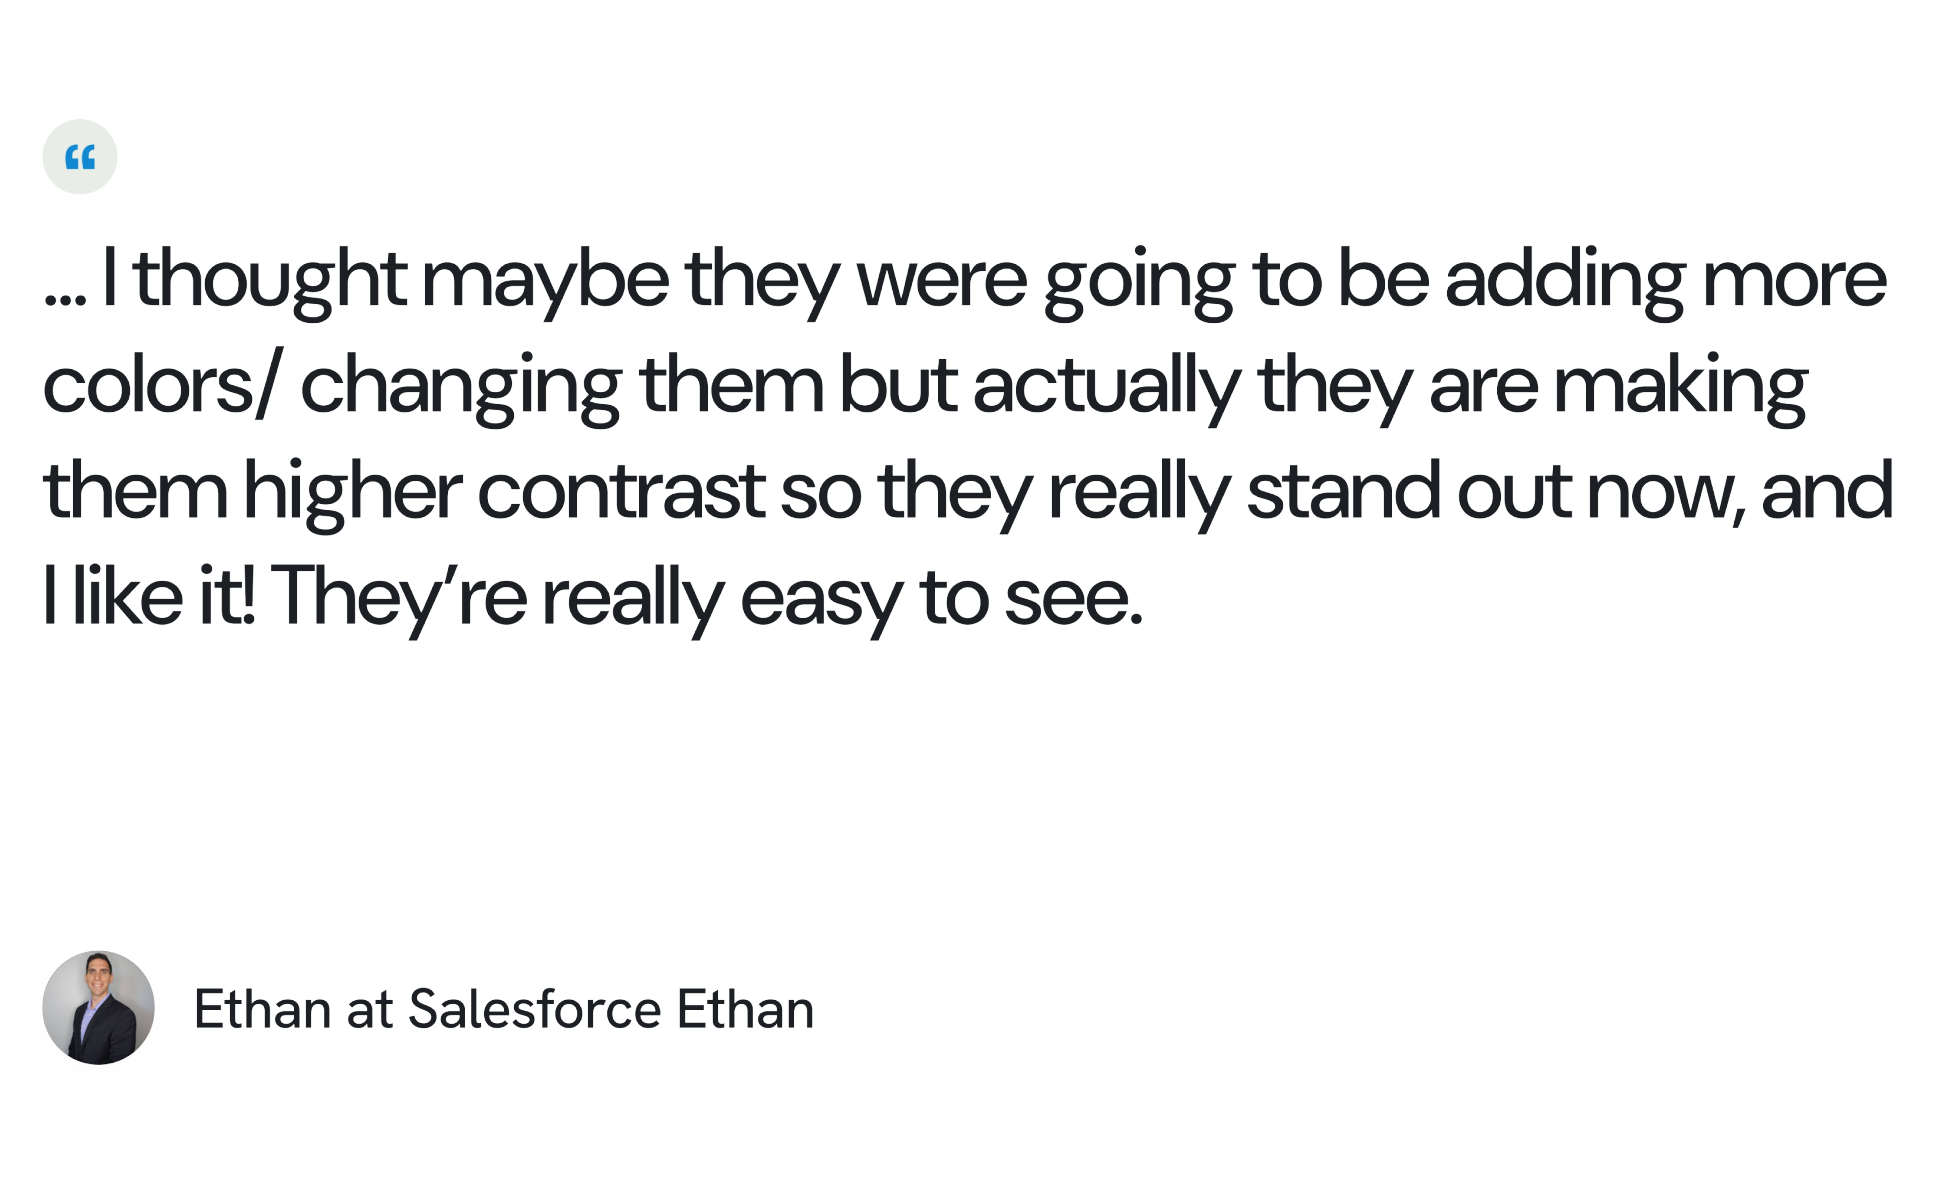 “
... I thought maybe they were going to be adding more
colors/ changing them but actually they are making
them higher contrast so they really stand out now, and
I like it! They’re really easy to see.
Ethan at Salesforce Ethan